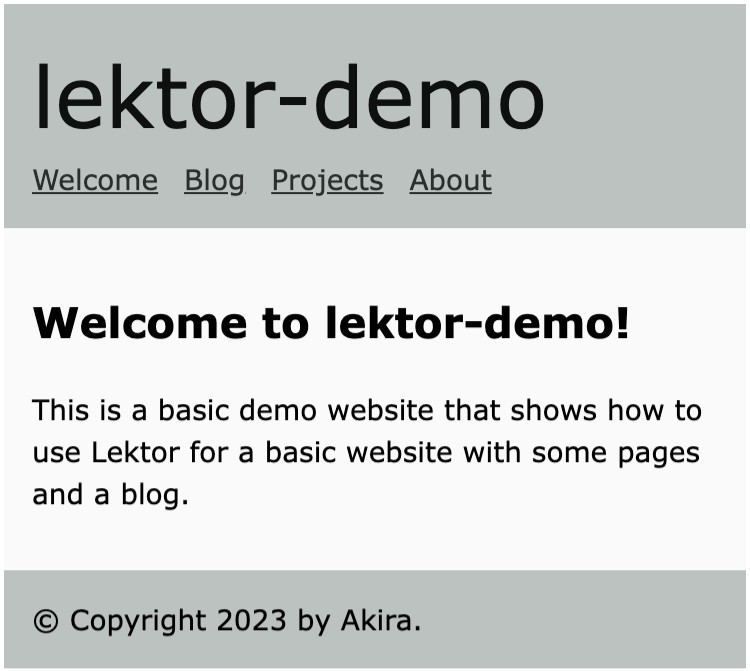 lektor-demo
Welcome Blog Projects About
Welcome to lektor-demo!
This is a basic demo website that shows how to
use Lektor for a basic website with some pages
and a blog.
© Copyright 2023 by Akira.